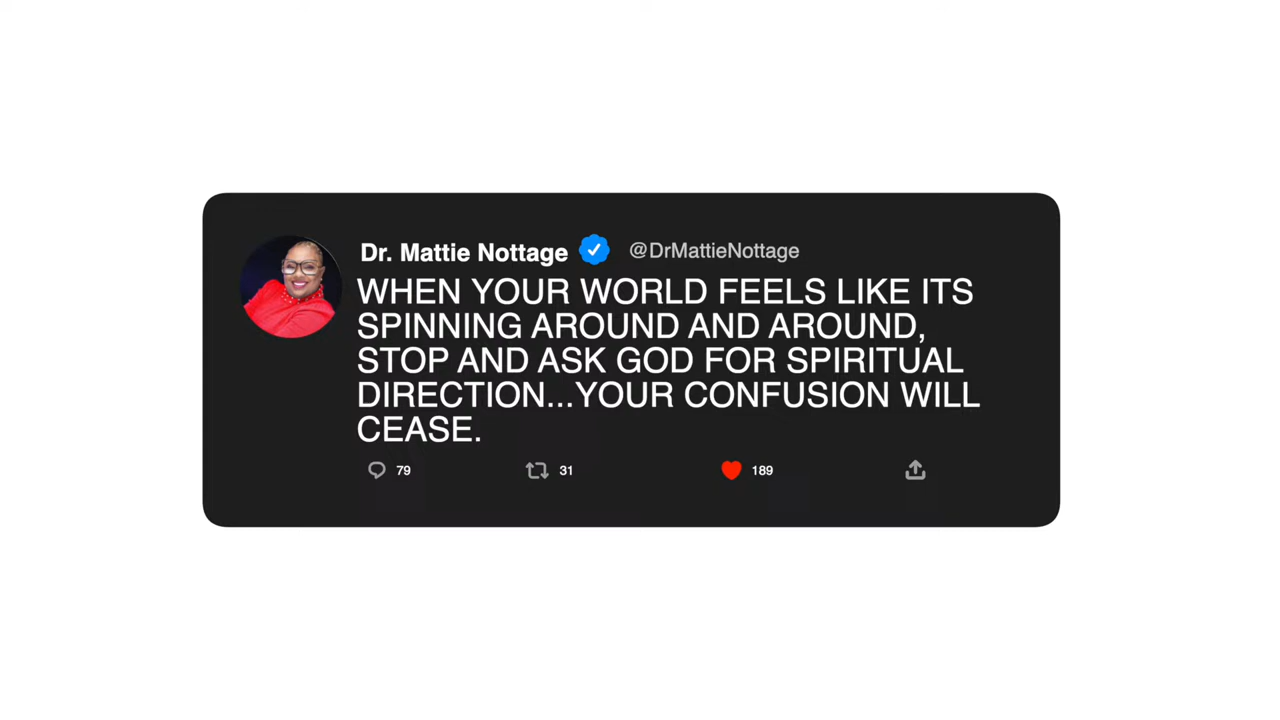 Dr. Mattie Nottage @DrMattieNottage
WHEN YOUR WORLD FEELS LIKE ITS
SPINNING AROUND AND AROUND,
STOP AND ASK GOD FOR SPIRITUAL
DIRECTION...YOUR CONFUSION WILL
CEASE.
79 31 189